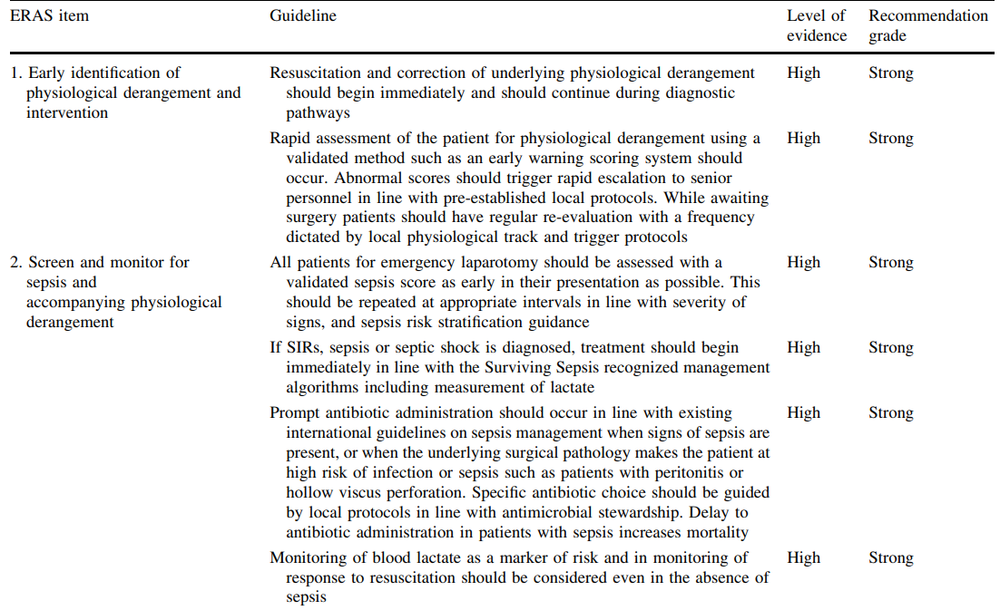 ERAS item Guideline Level of evidence Recommendation grade
1. Early identification of
physiological derangement and
intervention
Resuscitation and correction of underlying physiological derangement
should begin immediately and should continue during diagnostic
pathways
High Strong
Rapid assessment of the patient for physiological derangement using a
validated method such as an early warning scoring system should
occur. Abnormal scores should trigger rapid escalation to senior
personnel in line with pre-established local protocols. While awaiting
surgery patients should have regular re-evaluation with a frequency
dictated by local physiological track and trigger protocols
High Strong
2. Screen and monitor for
sepsis and
accompanying physiological
derangement
All patients for emergency laparotomy should be assessed with a
validated sepsis score as early in their presentation as possible. This
should be repeated at appropriate intervals in line with severity of
signs, and sepsis risk stratification guidance
High Strong
If SIRs, sepsis or septic shock is diagnosed, treatment should begin
immediately in line with the Surviving Sepsis recognized management
algorithms including measurement of lactate
High Strong
Prompt antibiotic administration should occur in line with existing
international guidelines on sepsis management when signs of sepsis are
present, or when the underlying surgical pathology makes the patient at
high risk of infection or sepsis such as patients with peritonitis or
hollow viscus perforation. Specific antibiotic choice should be guided
by local protocols in line with antimicrobial stewardship. Delay to
antibiotic administration in patients with sepsis increases mortality
High Strong
Monitoring of blood lactate as a marker of risk and in monitoring of
response to resuscitation should be considered even in the absence of
sepsis
High Strong